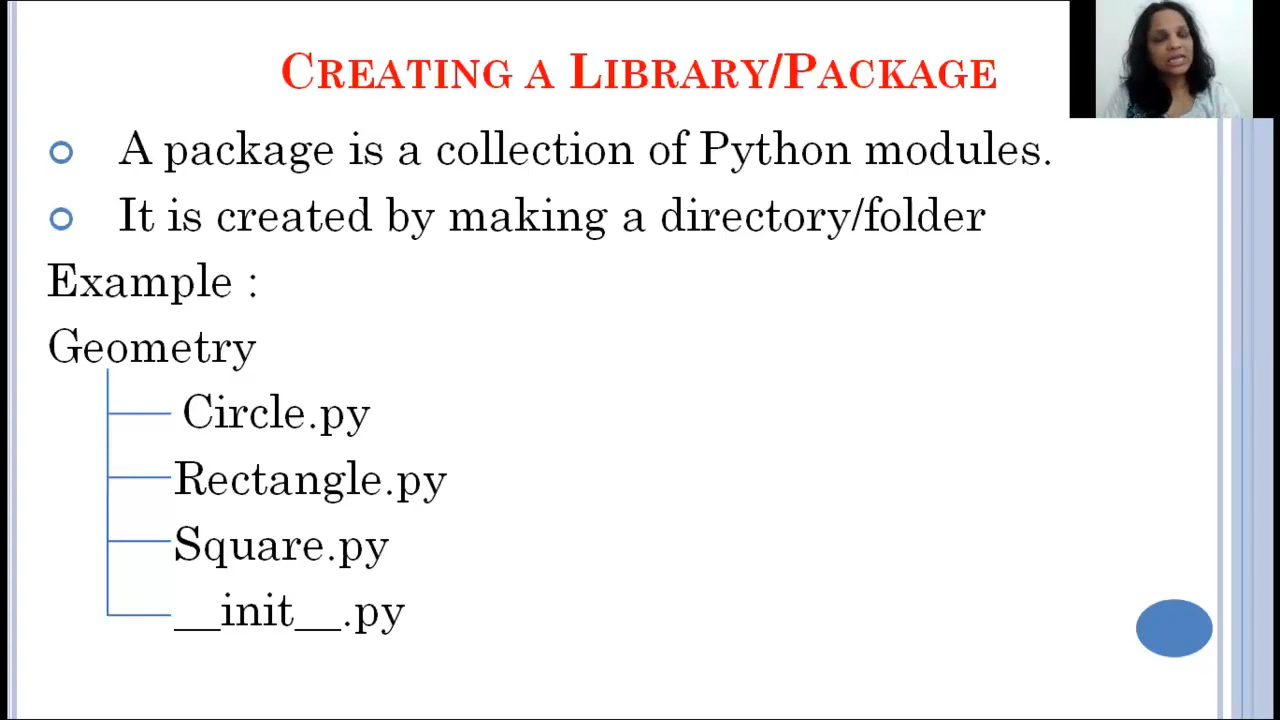 CREATING A LIBRARY/PACKAGE
A package is a collection of Python modules.
It is created by making a directory/folder
Example :
Geometry
Circle.py
Rectangle.py
Square.py
__init__.py